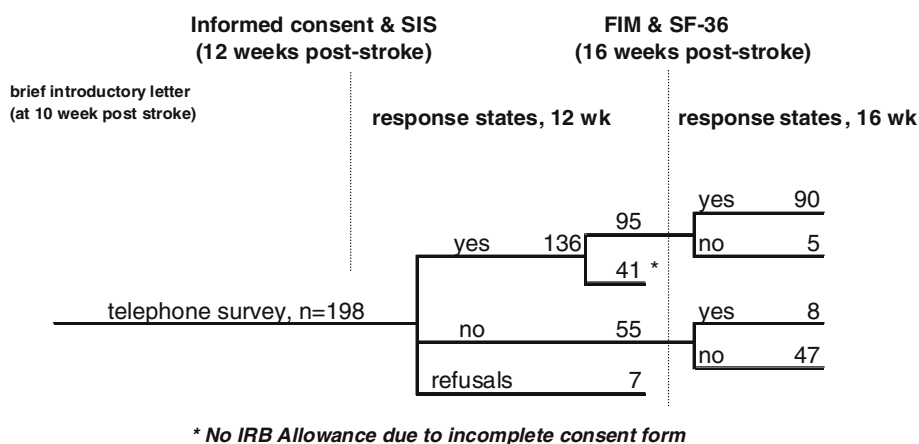 Informed consent & SIS
(12 weeks post-stroke)
FIM & SF-36
(16 weeks post-stroke)
brief introductory letter
(at 10 week post stroke)
response states, 12 wk
response states, 16 wk
yes 90
95
yes 136
no 5
41 *
telephone survey, n=198
yes 8
no 55
no 47
refusals 7
* No IRB Allowance due to incomplete consent form